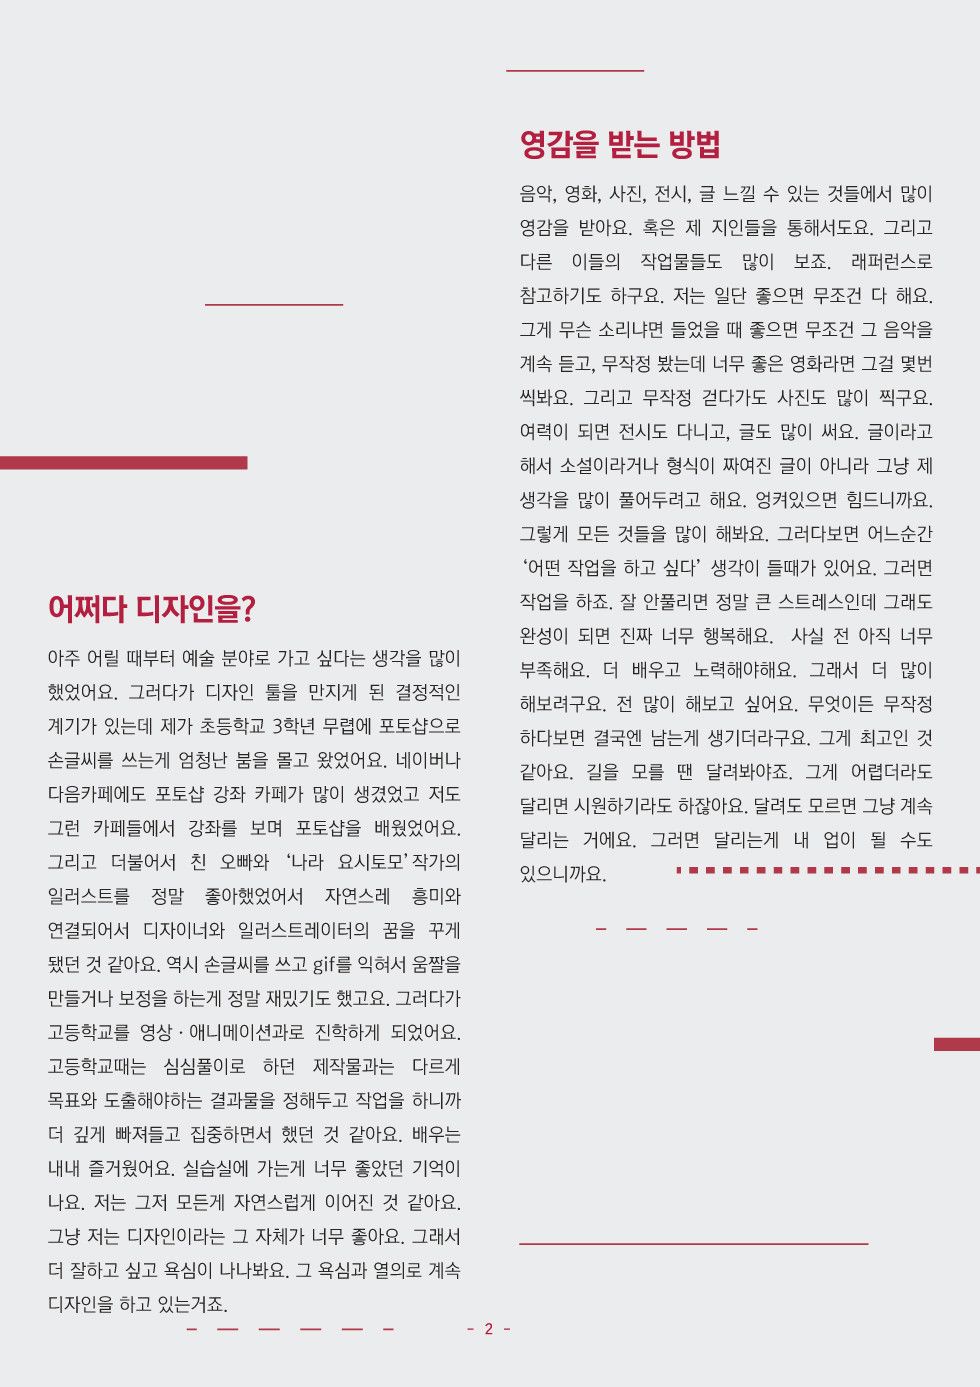 어쩌다 디자인을?
아주 어릴 때부터 예술 분야로 가고 싶다는 생각을 많이
했었어요. 그러다가 디자인 툴을 만지게 된 결정적인
계기가 있는데 제가 초등학교 3학년 무렵에 포토샵으로
손글씨를 쓰는게 엄청난 붐을 몰고 왔었어요. 네이버나
다음카페에도 포토샵 강좌 카페가 많이 생겼었고 저도
그런 카페들에서 강좌를 보며 포토샵을 배웠었어요.
그리고 더불어서 친 오빠와 ‘나라 요시토모’작가의
일러스트를 정말 좋아했었어서 자연스레 흥미와
연결되어서 디자이너와 일러스트레이터의 꿈을 꾸게
됐던 것 같아요. 역시 손글씨를 쓰고 gif를 익혀서 움짤을
만들거나 보정을 하는게 정말 재밌기도 했고요. 그러다가
고등학교를 영상·애니메이션과로 진학하게 되었어요.
고등학교때는 심심풀이로 하던 제작물과는 다르게
목표와 도출해야하는 결과물을 정해두고 작업을 하니까
더 깊게 빠져들고 집중하면서 했던 것 같아요. 배우는
내내 즐거웠어요. 실습실에 가는게 너무 좋았던 기억이
나요. 저는 그저 모든게 자연스럽게 이어진 것 같아요.
그냥 저는 디자인이라는 그 자체가 너무 좋아요. 그래서
더 잘하고 싶고 욕심이 나나봐요. 그 욕심과 열의로 계속
디자인을 하고 있는거죠.
영감을 받는 방법
음악, 영화, 사진, 전시, 글 느낄 수 있는 것들에서 많이
영감을 받아요. 혹은 제 지인들을 통해서도요. 그리고
다른 이들의 작업물들도 많이 보죠. 래퍼런스로
참고하기도 하구요. 저는 일단 좋으면 무조건 다 해요.
그게 무슨 소리냐면 들었을 때 좋으면 무조건 그 음악을
계속 듣고, 무작정 봤는데 너무 좋은 영화라면 그걸 몇번
씩봐요. 그리고 무작정 걷다가도 사진도 많이 찍구요.
여력이 되면 전시도 다니고, 글도 많이 써요. 글이라고
해서 소설이라거나 형식이 짜여진 글이 아니라 그냥 제
생각을 많이 풀어두려고 해요. 엉켜있으면 힘드니까요.
그렇게 모든 것들을 많이 해봐요. 그러다보면 어느순간
‘어떤 작업을 하고 싶다’ 생각이 들때가 있어요. 그러면
작업을 하죠. 잘 안풀리면 정말 큰 스트레스인데 그래도
완성이 되면 진짜 너무 행복해요. 사실 전 아직 너무
부족해요. 더 배우고 노력해야해요. 그래서 더 많이
해보려구요. 전 많이 해보고 싶어요. 무엇이든 무작정
하다보면 결국엔 남는게 생기더라구요. 그게 최고인 것
같아요. 길을 모를 땐 달려봐야죠. 그게 어렵더라도
달리면 시원하기라도 하잖아요. 달려도 모르면 그냥 계속
달리는 거에요. 그러면 달리는게 내 업이 될 수도
있으니까요.
- 2 -